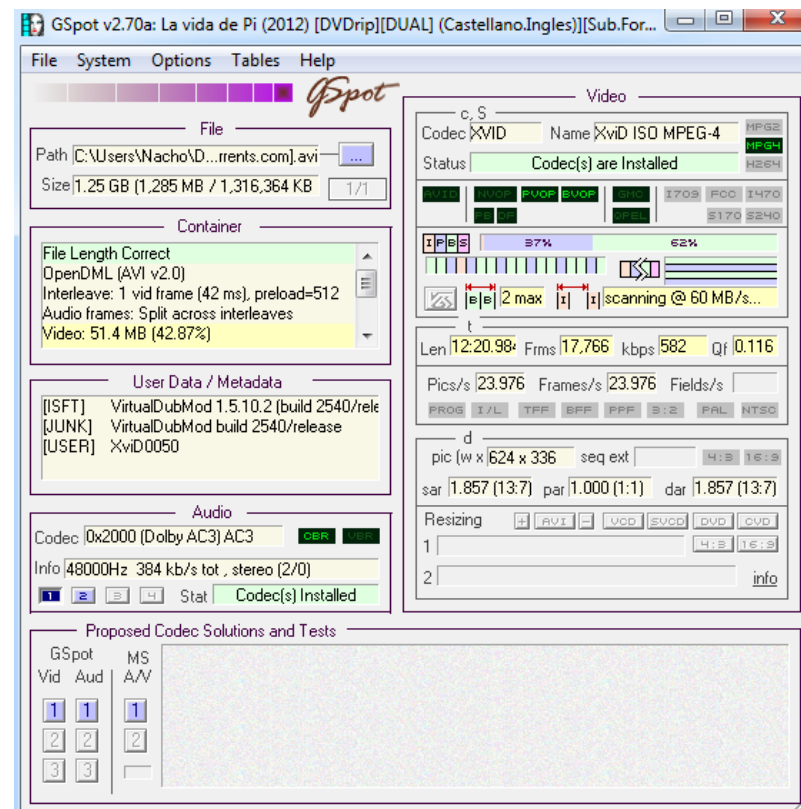 GSpot v2.70a: La vida de Pi (2012) [DVDrip][DUAL] (Castellano.Ingles)][Sub.For...
File System Options Tables Help
GSpot
File
Path C:\Users\Nacho\D...rrents.com].avi ...
Size 1.25 GB (1,285 MB / 1,316,364 KB 1/1
Container
File Length Correct
OpenDML (AVI v2.0)
Interleave: 1 vid frame (42 ms), preload=512
Audio frames: Split across interleaves
Video: 51.4 MB (42.87%)
User Data / Metadata
[ISFT] VirtualDubMod 1.5.10.2 (build 2540/rele
[JUNK] VirtualDubMod build 2540/release
[USER] XviD0050
Audio
Codec 0x2000 (Dolby AC3) AC3 CBR VBR
Info 48000Hz 384 kb/s tot , stereo (2/0)
1 2 3 4 Stat Codec(s) Installed
Video
c, S
Codec XVID Name XviD ISO MPEG-4 MPG2
MPG4
Status Codec(s) are Installed H264
AVID NVOP PVOP BVOP GMC I709 FCC I470
PB DF QPEL S170 S240
I P B S 37% 62%
B B 2 max I I scanning @ 60 MB/s...
t
Len 12:20.984 Frms 17,766 kbps 582 Qf 0.116
Pics/s 23.976 Frames/s 23.976 Fields/s
PROG I/L TFF BFF PPF 3:2 PAL NTSC
d
pic (w x 624 x 336 seq ext 4:3 16:9
sar 1.857 (13:7) par 1.000 (1:1) dar 1.857 (13:7)
Resizing + AVI - VCD SVCD DVD CVD
1 4:3 16:9
2 info
Proposed Codec Solutions and Tests
GSpot MS
Vid Aud A/V
1 1 1
2 2 2
3 3